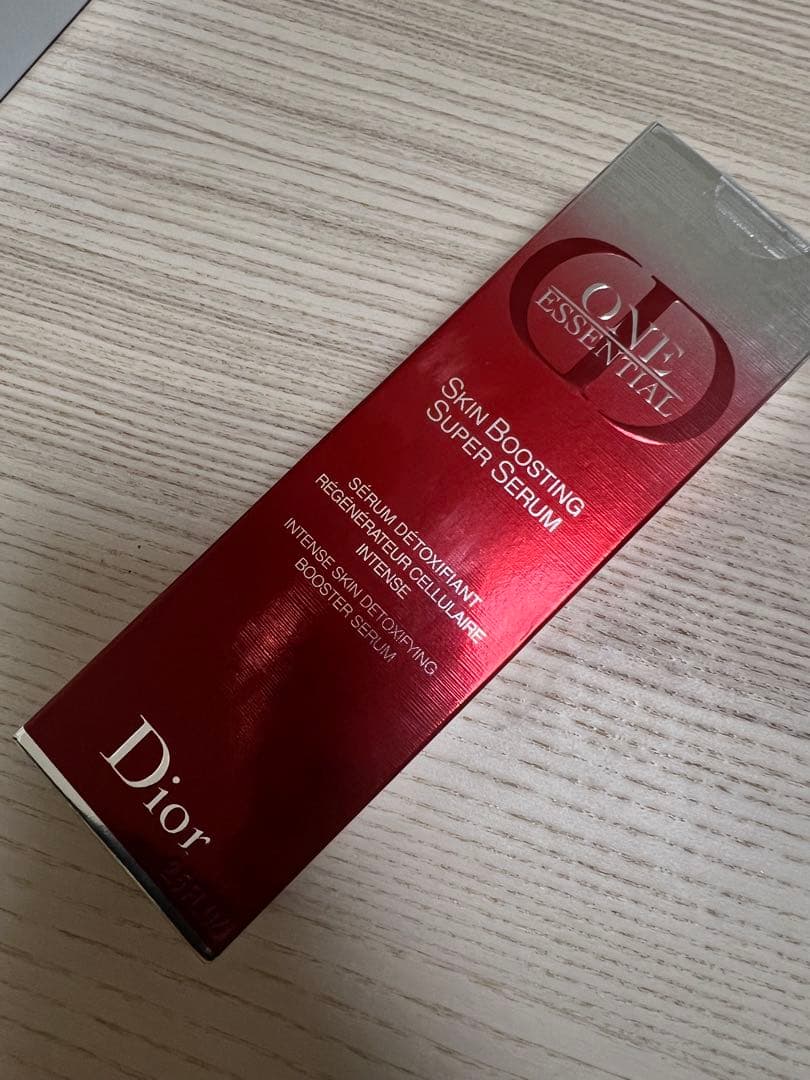 ONE
ESSENTIAL
SKIN BOOSTING
SUPER SERUM
SÉRUM DÉTOXIFIANT
RÉGÉNÉRATEUR CELLULAIRE
INTENSE
INTENSE SKIN DETOXIFYING
BOOSTER SERUM
Dior